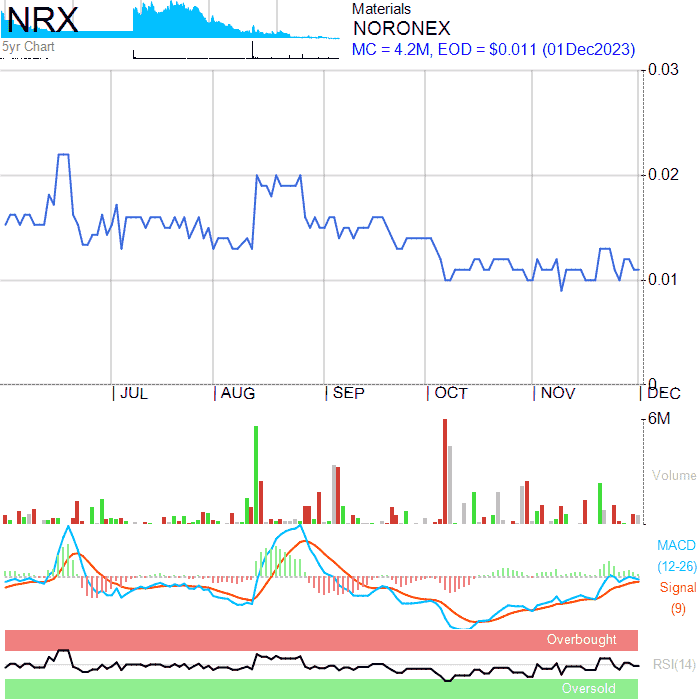 NRX
5yr Chart
Materials
NORONEX
MC = 4.2M, EOD = $0.011 (01Dec2023)
0.03
0.02
0.01
0
JUL AUG SEP OCT NOV DEC
6M
Volume
MACD
(12-26)
Signal
(9)
Overbought
RSI(14)
Oversold